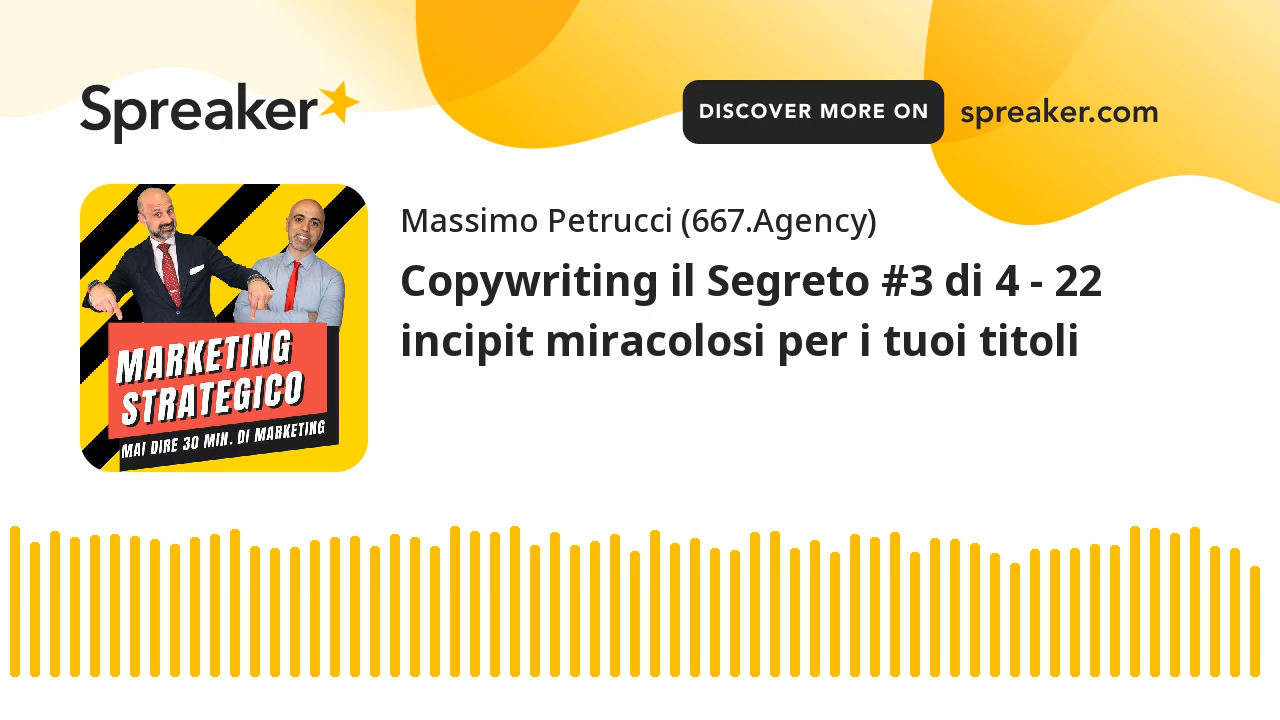 Spreaker
DISCOVER MORE ON
spreaker.com
Massimo Petrucci (667.Agency)
Copywriting il Segreto #3 di 4 - 22
incipit miracolosi per i tuoi titoli
MARKETING
STRATEGICO
MAI DIRE 30 MIN. DI MARKETING